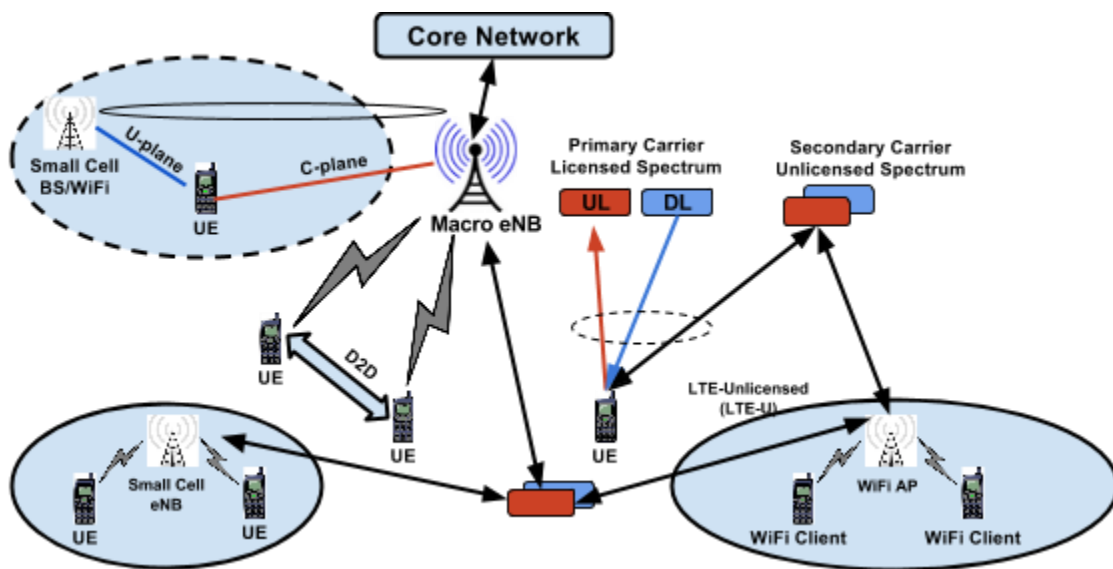 Core Network
U-plane
C-plane
Small Cell
BS/WiFi
UE
Macro eNB
Primary Carrier
Licensed Spectrum
UL
DL
Secondary Carrier
Unlicensed Spectrum
UE
D2D
UE
UE
LTE-Unlicensed
(LTE-U)
Small Cell
eNB
UE
UE
WiFi AP
WiFi Client
WiFi Client